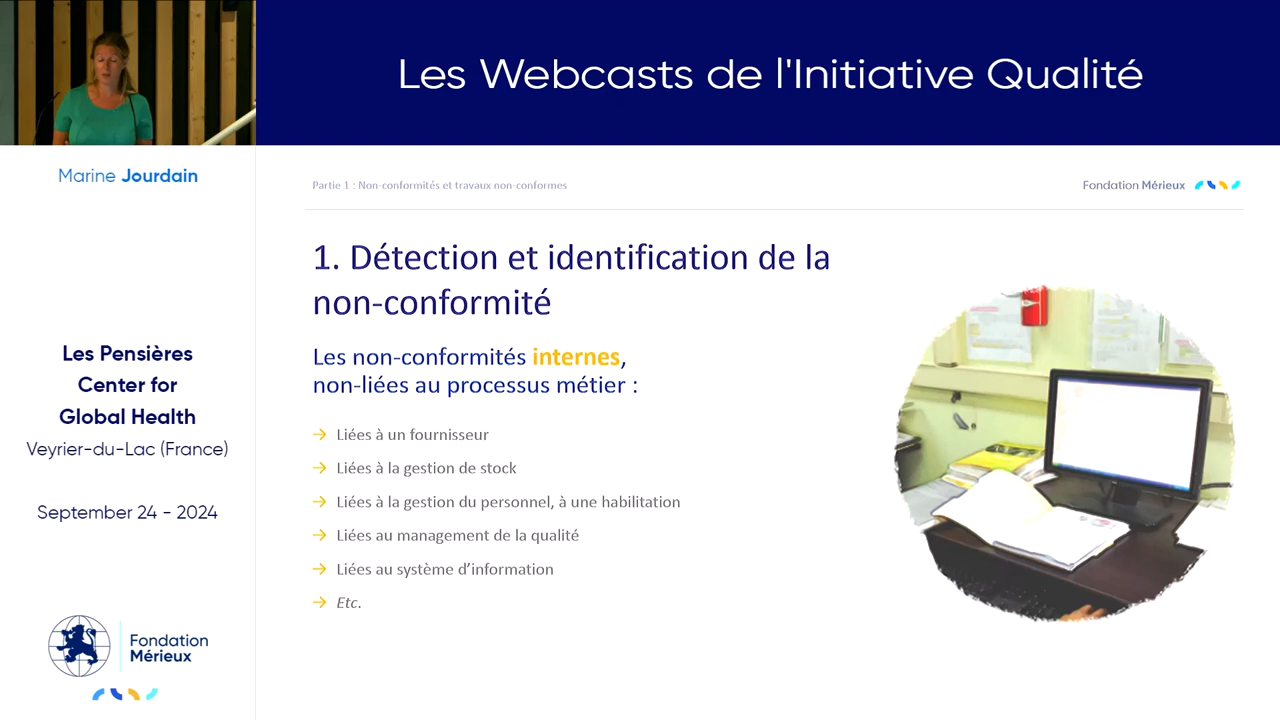 Les Webcasts de l'Initiative Qualité
Marine Jourdain
Partie 1 : Non-conformités et travaux non-conformes
Fondation Mérieux
1. Détection et identification de la
non-conformité
Les non-conformités internes,
non-liées au processus métier :
→ Liées à un fournisseur
→ Liées à la gestion de stock
→ Liées à la gestion du personnel, à une habilitation
→ Liées au management de la qualité
→ Liées au système d’information
→ Etc.
Les Pensières
Center for
Global Health
Veyrier-du-Lac (France)
September 24 - 2024
Fondation
Mérieux